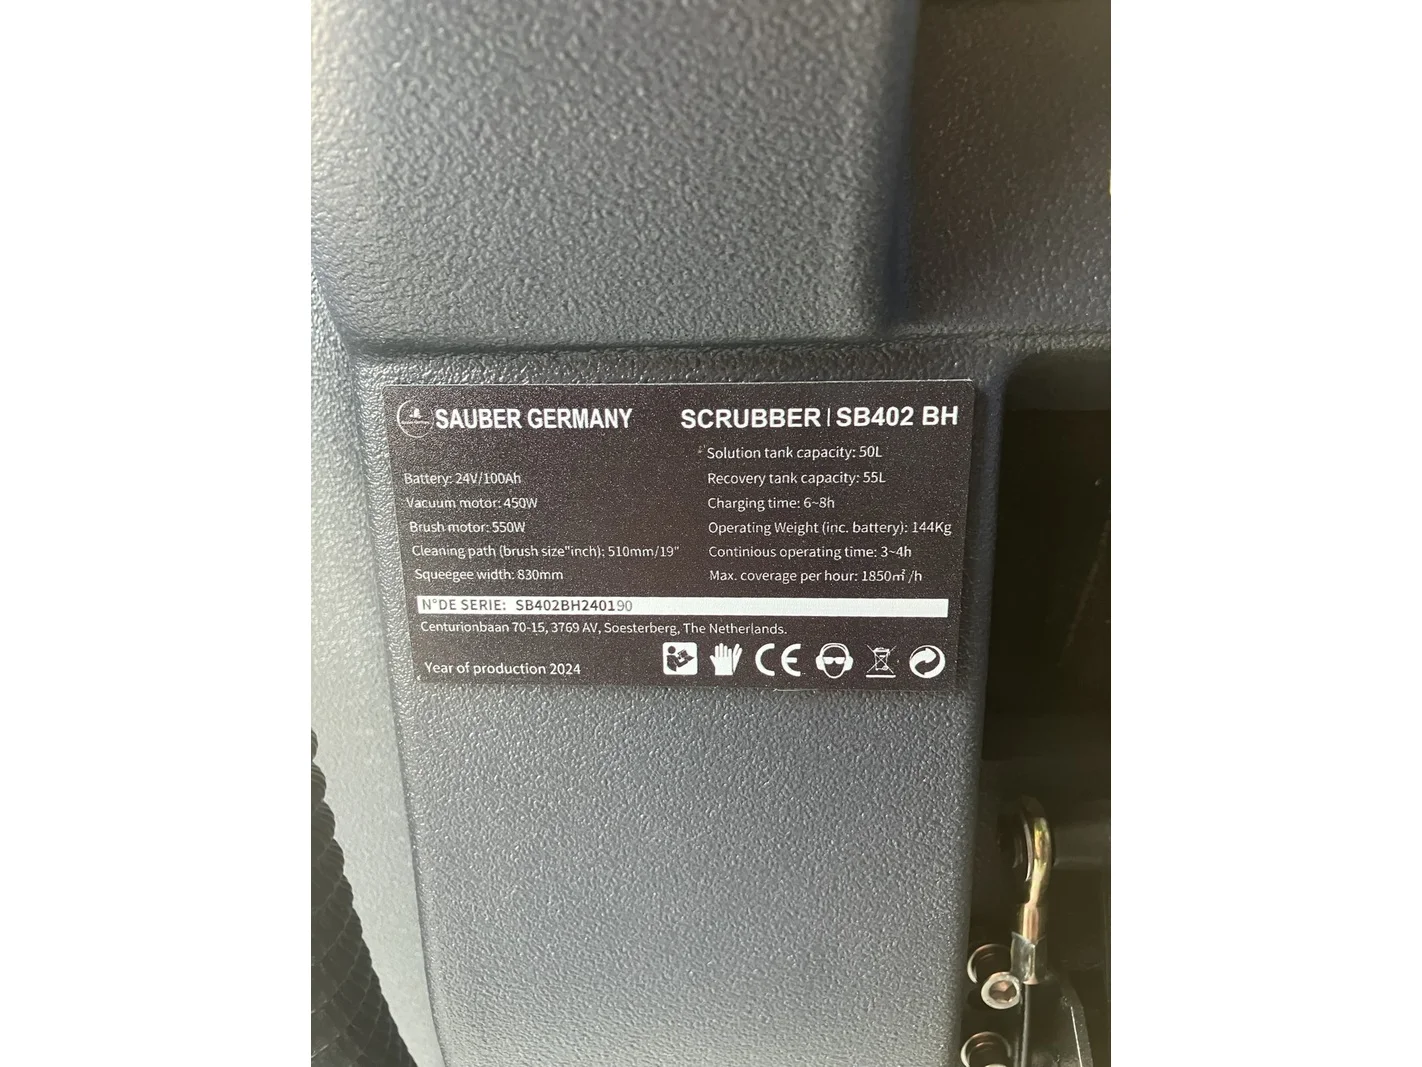 SAUBER GERMANY
SCRUBBER | SB402 BH
Battery: 24V/100Ah
Vacuum motor: 450W
Brush motor: 550W
Cleaning path (brush size"inch): 510mm/19"
Squeegee width: 830mm
Solution tank capacity: 50L
Recovery tank capacity: 55L
Charging time: 6~8h
Operating Weight (inc. battery): 144Kg
Continious operating time: 3~4h
Max. coverage per hour: 1850㎡/h
N°DE SERIE: SB402BH240190
Centurionbaan 70-15, 3769 AV, Soesterberg, The Netherlands.
Year of production 2024
CE